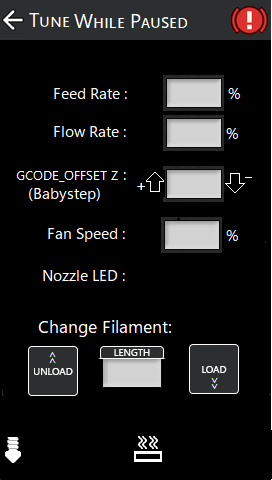 TUNE WHILE PAUSED
Feed Rate : %
Flow Rate : %
GCODE_OFFSET Z : + −
(Babystep)
Fan Speed : %
Nozzle LED :
Change Filament:
UNLOAD LENGTH LOAD